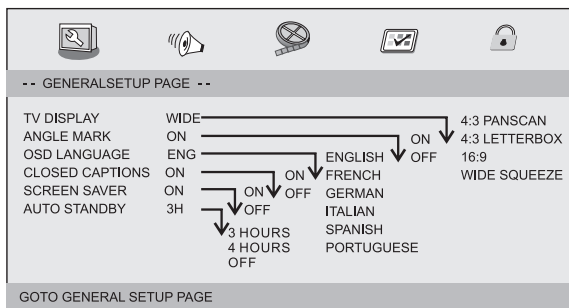 -- GENERALSETUP PAGE --
TV DISPLAY WIDE 4:3 PANSCAN
ANGLE MARK ON ON 4:3 LETTERBOX
OSD LANGUAGE ENG ENGLISH OFF 16:9
CLOSED CAPTIONS ON ON FRENCH WIDE SQUEEZE
SCREEN SAVER ON ON OFF GERMAN
AUTO STANDBY 3H OFF ITALIAN
3 HOURS SPANISH
4 HOURS PORTUGUESE
OFF
GOTO GENERAL SETUP PAGE